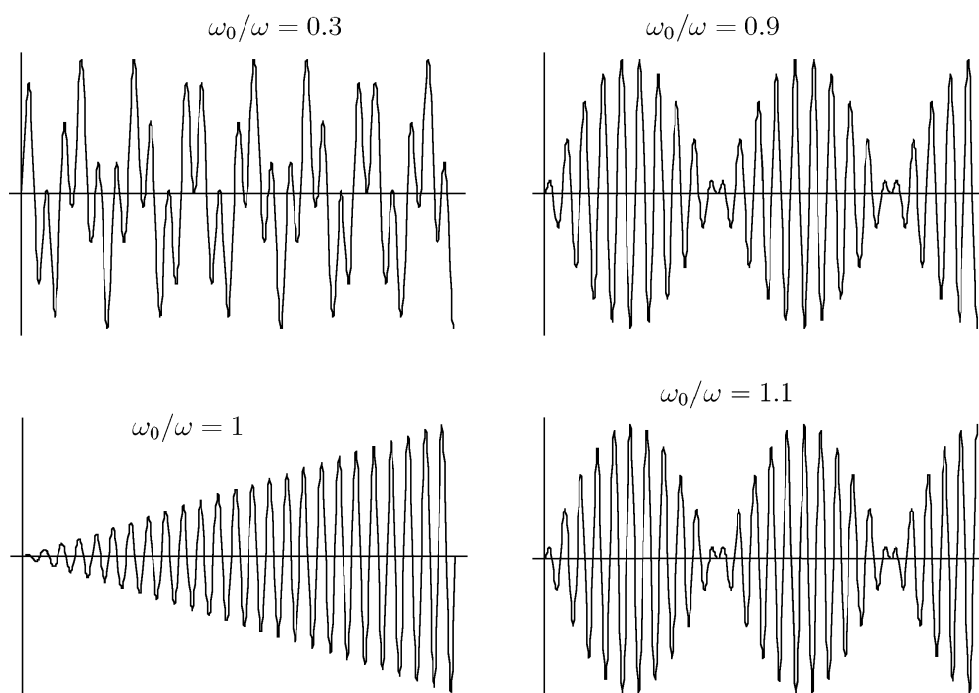 ω₀/ω = 0.3
ω₀/ω = 0.9
ω₀/ω = 1
ω₀/ω = 1.1